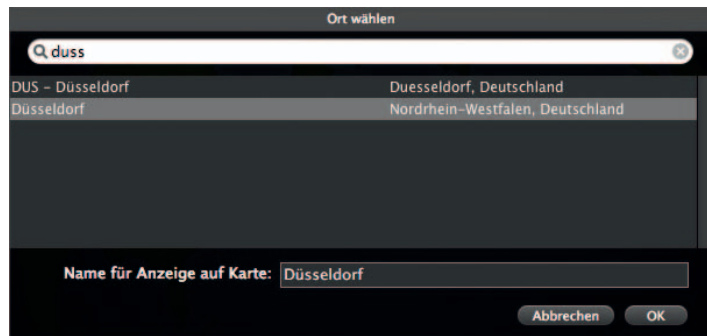 Ort wählen
duss
DUS – Düsseldorf Duesseldorf, Deutschland
Düsseldorf Nordrhein-Westfalen, Deutschland
Name für Anzeige auf Karte: Düsseldorf
Abbrechen OK